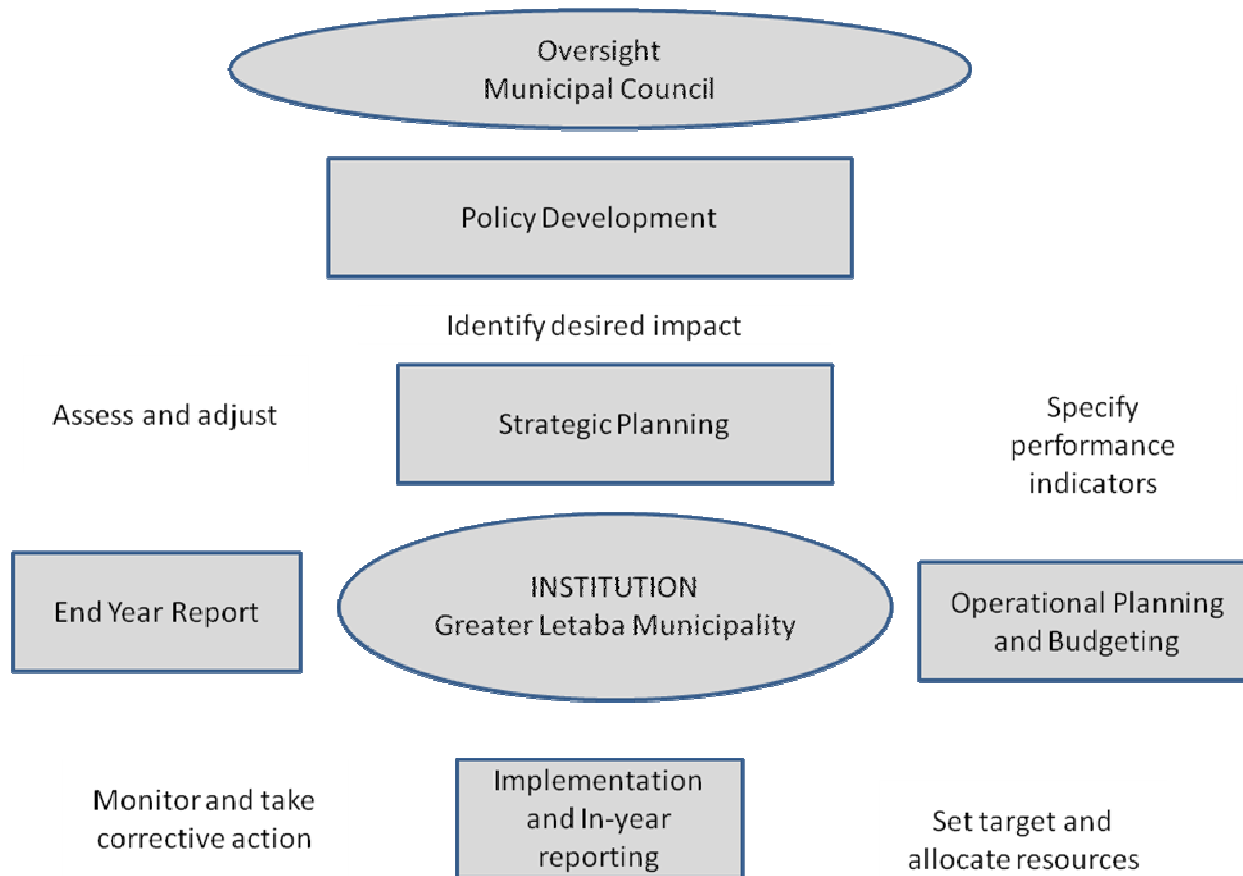 Oversight
Municipal Council
Policy Development
Identify desired impact
Assess and adjust
Strategic Planning
Specify
performance
indicators
End Year Report
INSTITUTION
Greater Letaba Municipality
Operational Planning
and Budgeting
Monitor and take
corrective action
Implementation
and In-year
reporting
Set target and
allocate resources